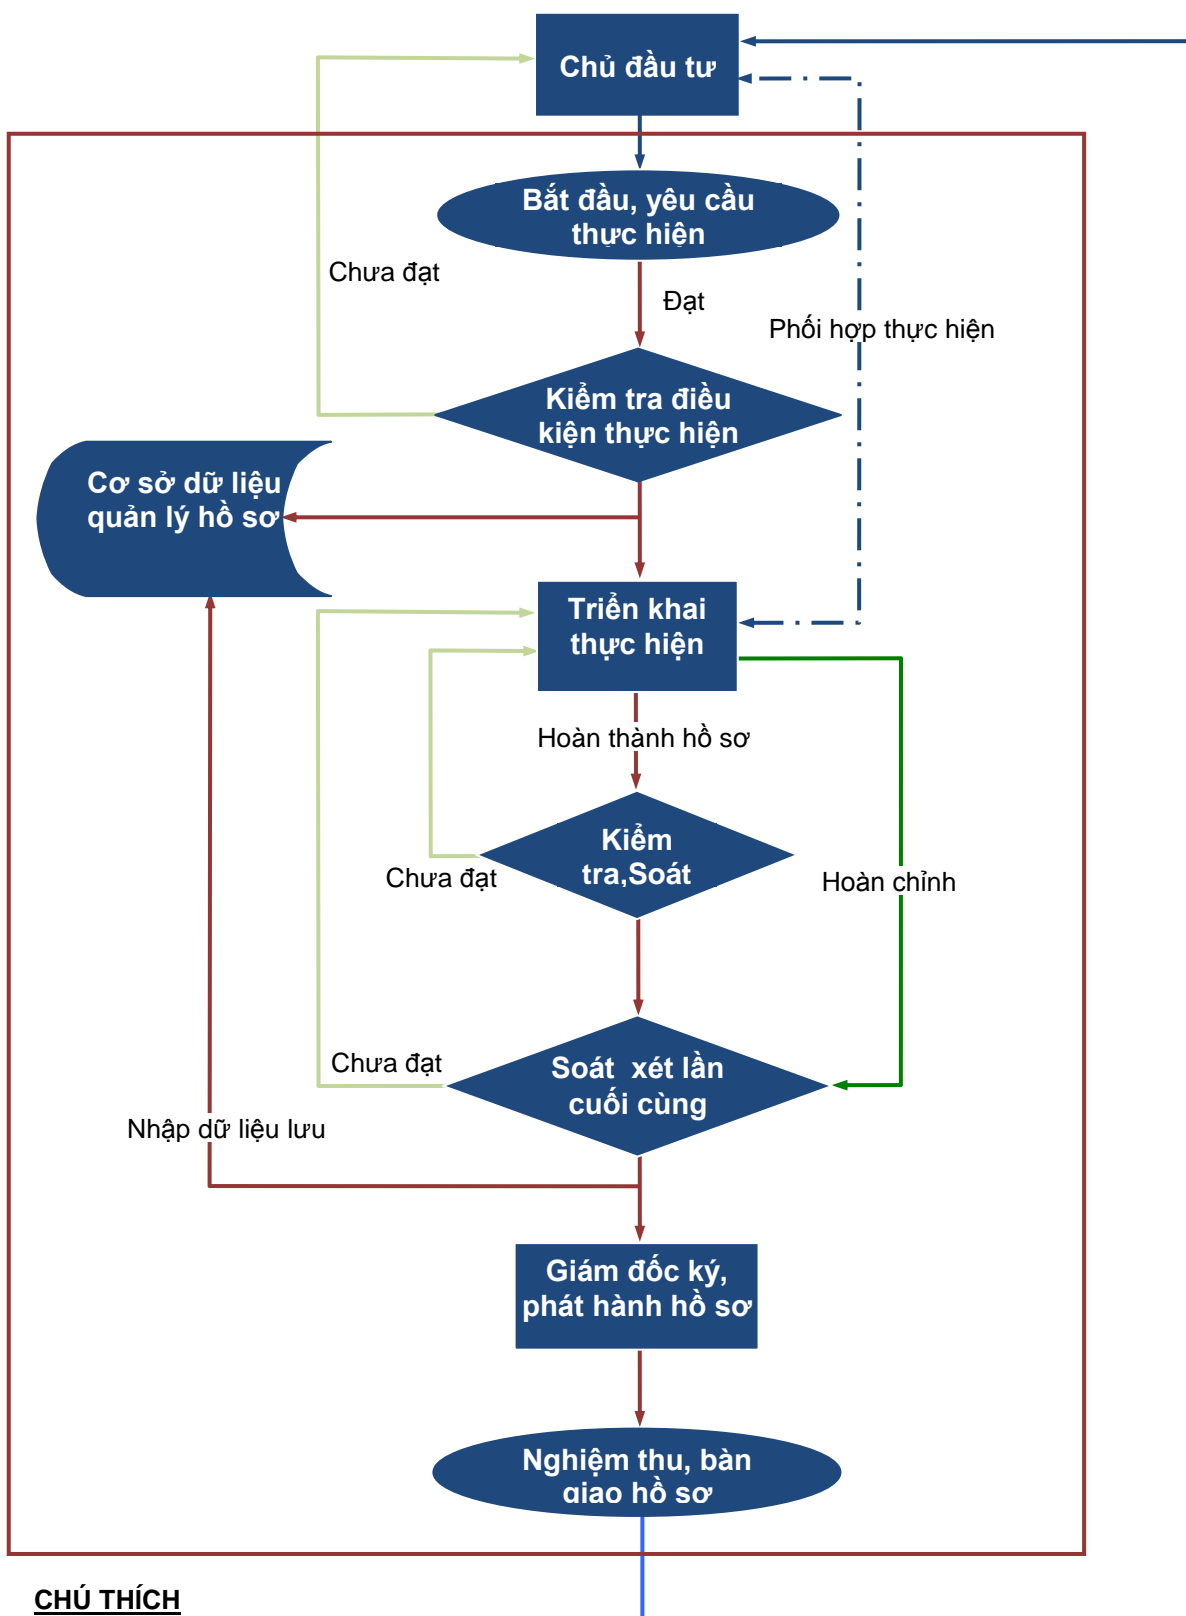 Chủ đầu tư
Bắt đầu, yêu cầu
thực hiện
Chưa đạt
Đạt
Phối hợp thực hiện
Kiểm tra điều
kiện thực hiện
Cơ sở dữ liệu
quản lý hồ sơ
Triển khai
thực hiện
Hoàn thành hồ sơ
Kiểm
tra,Soát
Chưa đạt
Hoàn chỉnh
Chưa đạt
Soát xét lần
cuối cùng
Nhập dữ liệu lưu
Giám đốc ký,
phát hành hồ sơ
Nghiệm thu, bàn
giao hồ sơ
CHÚ THÍCH